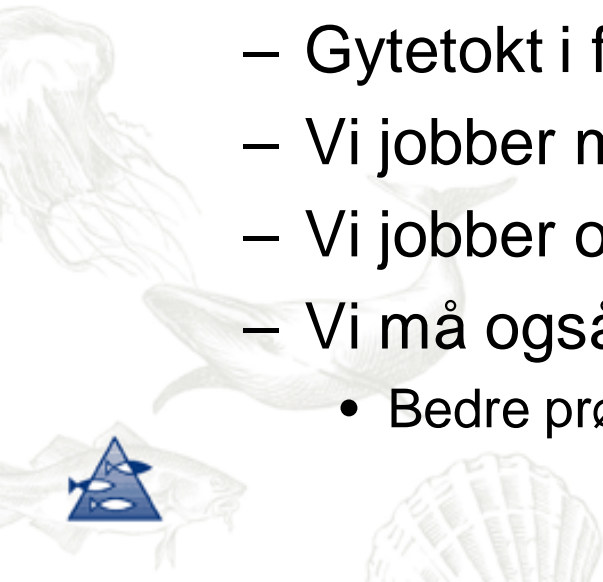 – Gytetokt i f
– Vi jobber
– Vi jobber o
– Vi må også
• Bedre prø